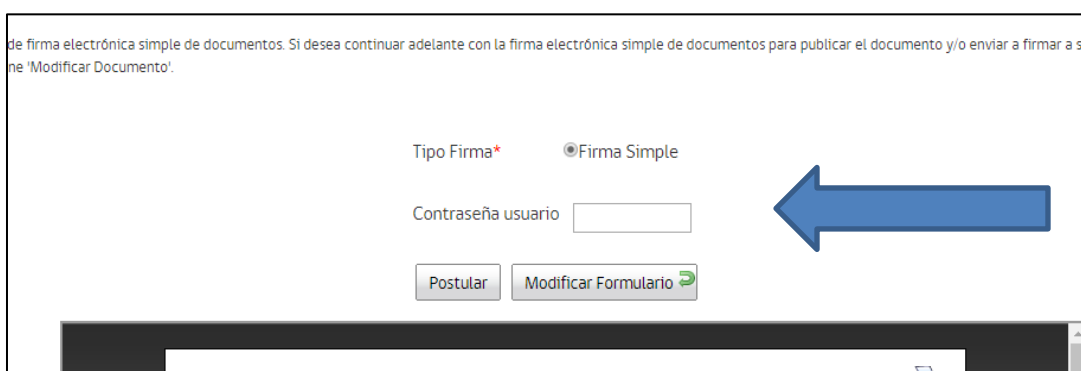 de firma electrónica simple de documentos. Si desea continuar adelante con la firma electrónica simple de documentos para publicar el documento y/o enviar a firmar a s
ne 'Modificar Documento'.
Tipo Firma* Firma Simple
Contraseña usuario
Postular Modificar Formulario